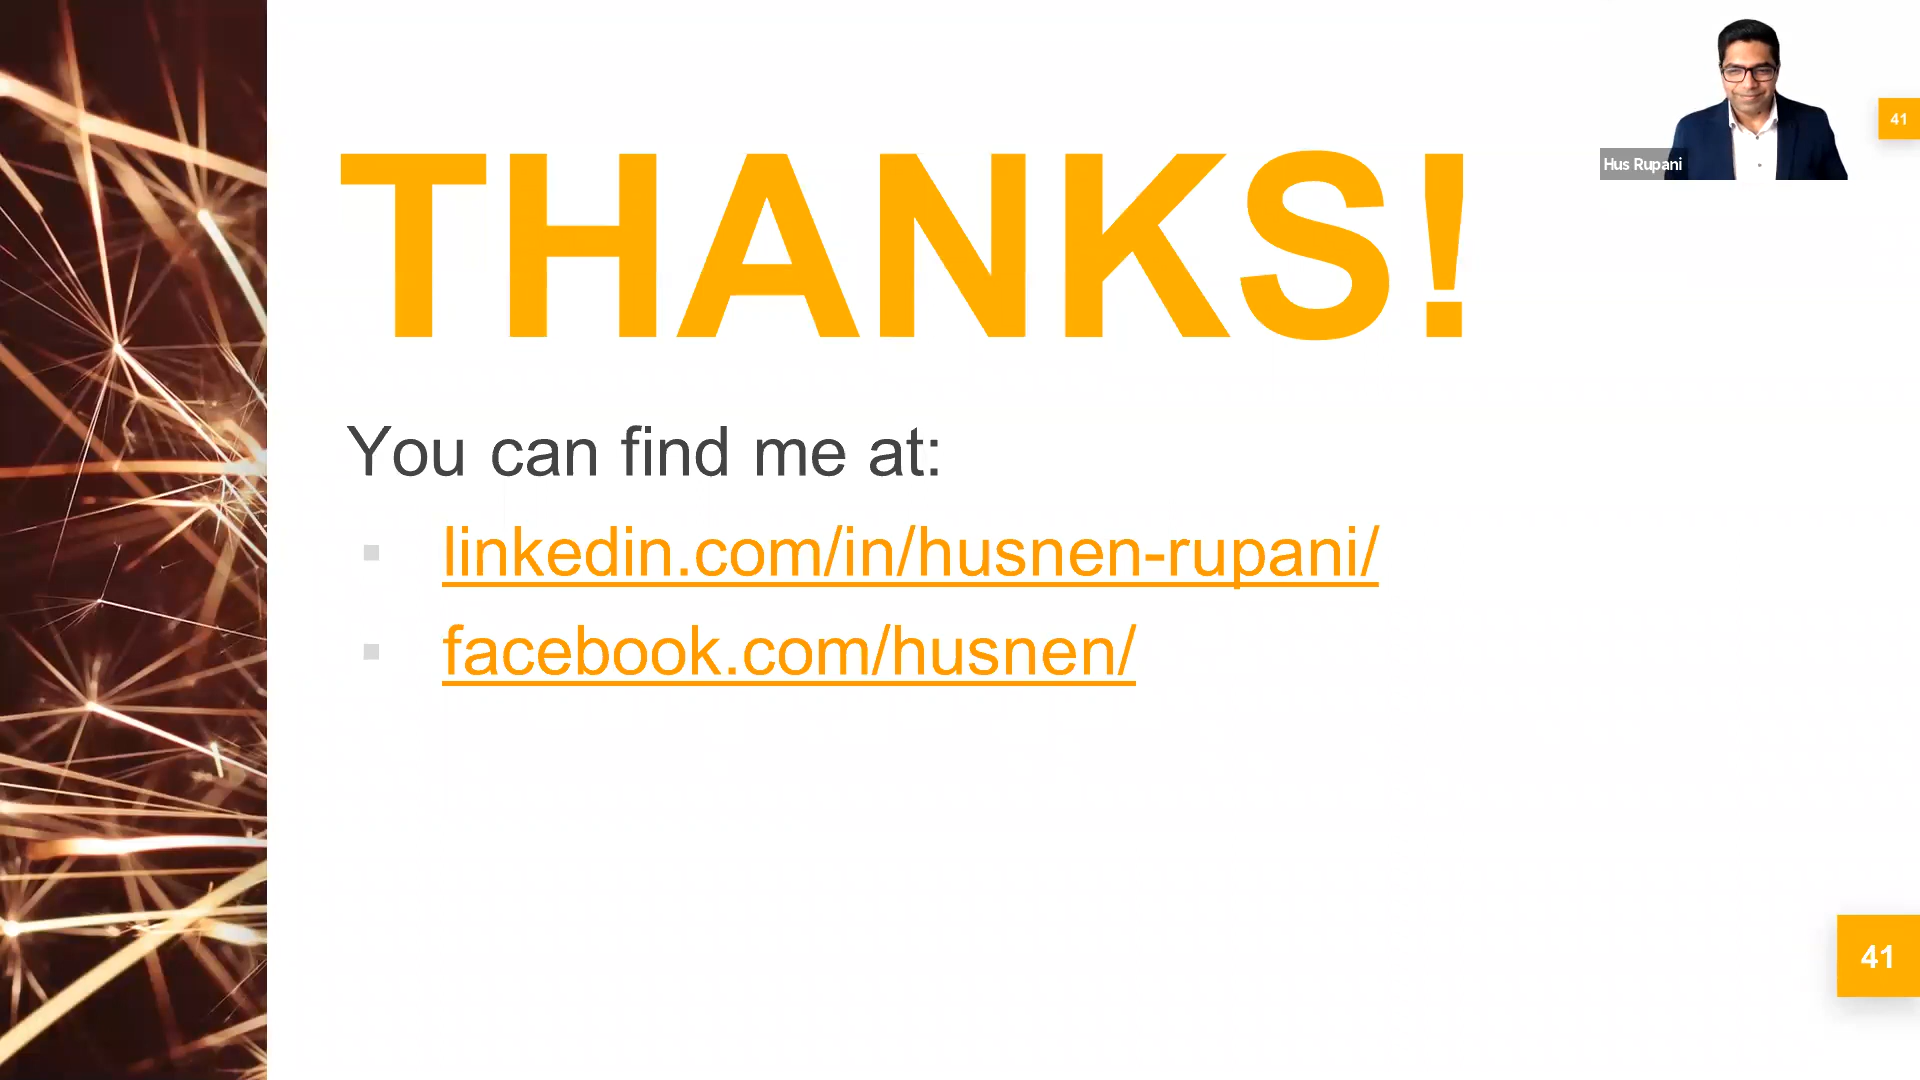 THANKS!
Hus Rupani
41
You can find me at:
linkedin.com/in/husnen-rupani/
facebook.com/husnen/
41